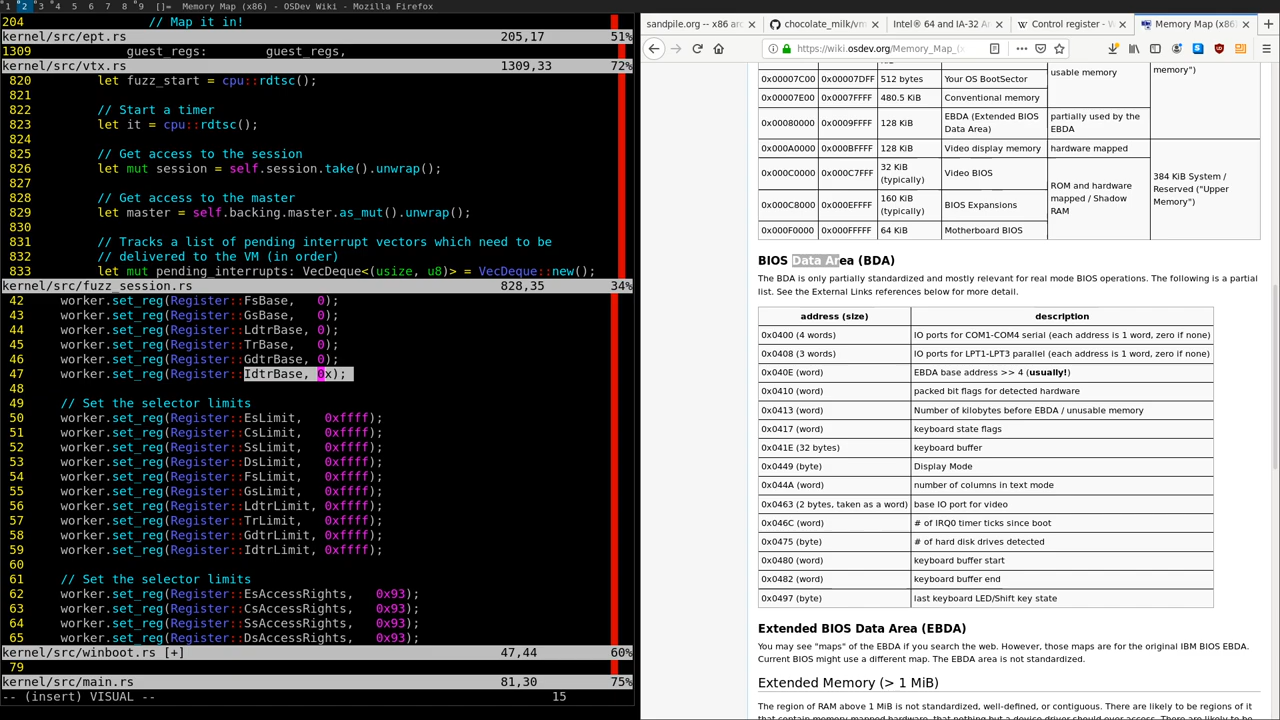 °1 °2 °3 °4 5 °6 7 °8 °9 []= Memory Map (x86) - OSDev Wiki - Mozilla Firefox
204 // Map it in!
kernel/src/ept.rs 205,17 51%
1309 guest_regs: guest_regs,
kernel/src/vtx.rs 1309,33 72%
820 let fuzz_start = cpu::rdtsc();
821
822 // Start a timer
823 let it = cpu::rdtsc();
824
825 // Get access to the session
826 let mut session = self.session.take().unwrap();
827
828 // Get access to the master
829 let master = self.backing.master.as_mut().unwrap();
830
831 // Tracks a list of pending interrupt vectors which need to be
832 // delivered to the VM (in order)
833 let mut pending_interrupts: VecDeque<(usize, u8)> = VecDeque::new();
kernel/src/fuzz_session.rs 828,35 34%
42 worker.set_reg(Register::FsBase, 0);
43 worker.set_reg(Register::GsBase, 0);
44 worker.set_reg(Register::LdtrBase, 0);
45 worker.set_reg(Register::TrBase, 0);
46 worker.set_reg(Register::GdtrBase, 0);
47 worker.set_reg(Register::IdtrBase, 0x);
48
49 // Set the selector limits
50 worker.set_reg(Register::EsLimit, 0xffff);
51 worker.set_reg(Register::CsLimit, 0xffff);
52 worker.set_reg(Register::SsLimit, 0xffff);
53 worker.set_reg(Register::DsLimit, 0xffff);
54 worker.set_reg(Register::FsLimit, 0xffff);
55 worker.set_reg(Register::GsLimit, 0xffff);
56 worker.set_reg(Register::LdtrLimit, 0xffff);
57 worker.set_reg(Register::TrLimit, 0xffff);
58 worker.set_reg(Register::GdtrLimit, 0xffff);
59 worker.set_reg(Register::IdtrLimit, 0xffff);
60
61 // Set the selector limits
62 worker.set_reg(Register::EsAccessRights, 0x93);
63 worker.set_reg(Register::CsAccessRights, 0x93);
64 worker.set_reg(Register::SsAccessRights, 0x93);
65 worker.set_reg(Register::DsAccessRights, 0x93);
kernel/src/winboot.rs [+] 47,44 60%
79
kernel/src/main.rs 81,30 75%
-- (insert) VISUAL -- 15
sandpile.org -- x86 arc chocolate_milk/vm Intel® 64 and IA-32 A Control register - W Memory Map (x86)
https://wiki.osdev.org/Memory_Map_(x
usable memory memory")
0x00007C00 0x00007DFF 512 bytes Your OS BootSector
0x00007E00 0x0007FFFF 480.5 KiB Conventional memory
0x00080000 0x0009FFFF 128 KiB EBDA (Extended BIOS Data Area) partially used by the EBDA
0x000A0000 0x000BFFFF 128 KiB Video display memory hardware mapped 384 KiB System / Reserved ("Upper Memory")
0x000C0000 0x000C7FFF 32 KiB (typically) Video BIOS ROM and hardware mapped / Shadow RAM
0x000C8000 0x000EFFFF 160 KiB (typically) BIOS Expansions
0x000F0000 0x000FFFFF 64 KiB Motherboard BIOS
BIOS Data Area (BDA)
The BDA is only partially standardized and mostly relevant for real mode BIOS operations. The following is a partial
list. See the External Links references below for more detail.
address (size) description
0x0400 (4 words) IO ports for COM1-COM4 serial (each address is 1 word, zero if none)
0x0408 (3 words) IO ports for LPT1-LPT3 parallel (each address is 1 word, zero if none)
0x040E (word) EBDA base address >> 4 (usually!)
0x0410 (word) packed bit flags for detected hardware
0x0413 (word) Number of kilobytes before EBDA / unusable memory
0x0417 (word) keyboard state flags
0x041E (32 bytes) keyboard buffer
0x0449 (byte) Display Mode
0x044A (word) number of columns in text mode
0x0463 (2 bytes, taken as a word) base IO port for video
0x046C (word) # of IRQ0 timer ticks since boot
0x0475 (byte) # of hard disk drives detected
0x0480 (word) keyboard buffer start
0x0482 (word) keyboard buffer end
0x0497 (byte) last keyboard LED/Shift key state
Extended BIOS Data Area (EBDA)
You may see "maps" of the EBDA if you search the web. However, those maps are for the original IBM BIOS EBDA.
Current BIOS might use a different map. The EBDA area is not standardized.
Extended Memory (> 1 MiB)
The region of RAM above 1 MiB is not standardized, well-defined, or contiguous. There are likely to be regions of it